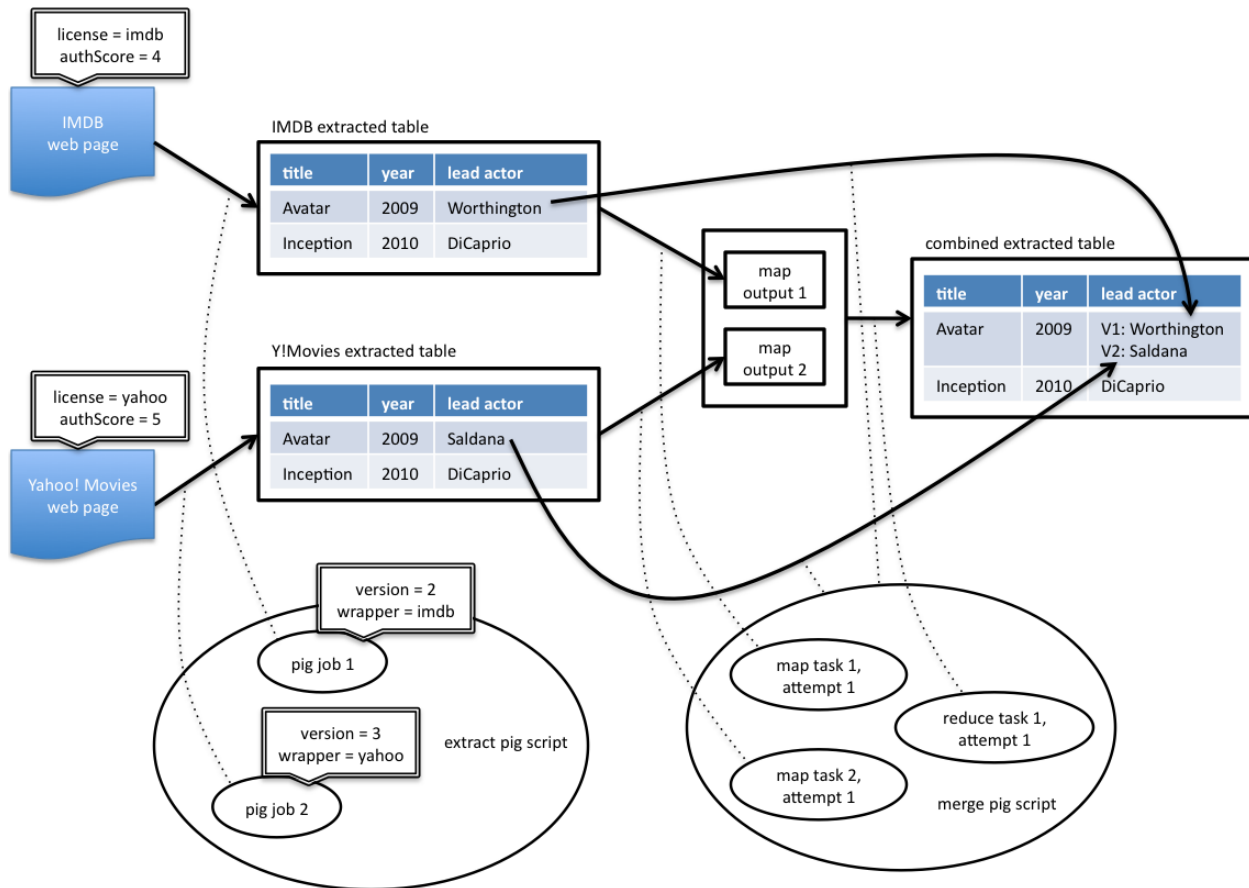 license = imdb
authScore = 4
IMDB
web page
IMDB extracted table
title year lead actor
Avatar 2009 Worthington
Inception 2010 DiCaprio
map
output 1
map
output 2
combined extracted table
title year lead actor
Avatar 2009 V1: Worthington
V2: Saldana
Inception 2010 DiCaprio
license = yahoo
authScore = 5
Yahoo! Movies
web page
Y!Movies extracted table
title year lead actor
Avatar 2009 Saldana
Inception 2010 DiCaprio
version = 2
wrapper = imdb
pig job 1
version = 3
wrapper = yahoo
pig job 2
extract pig script
map task 1,
attempt 1
reduce task 1,
attempt 1
map task 2,
attempt 1
merge pig script